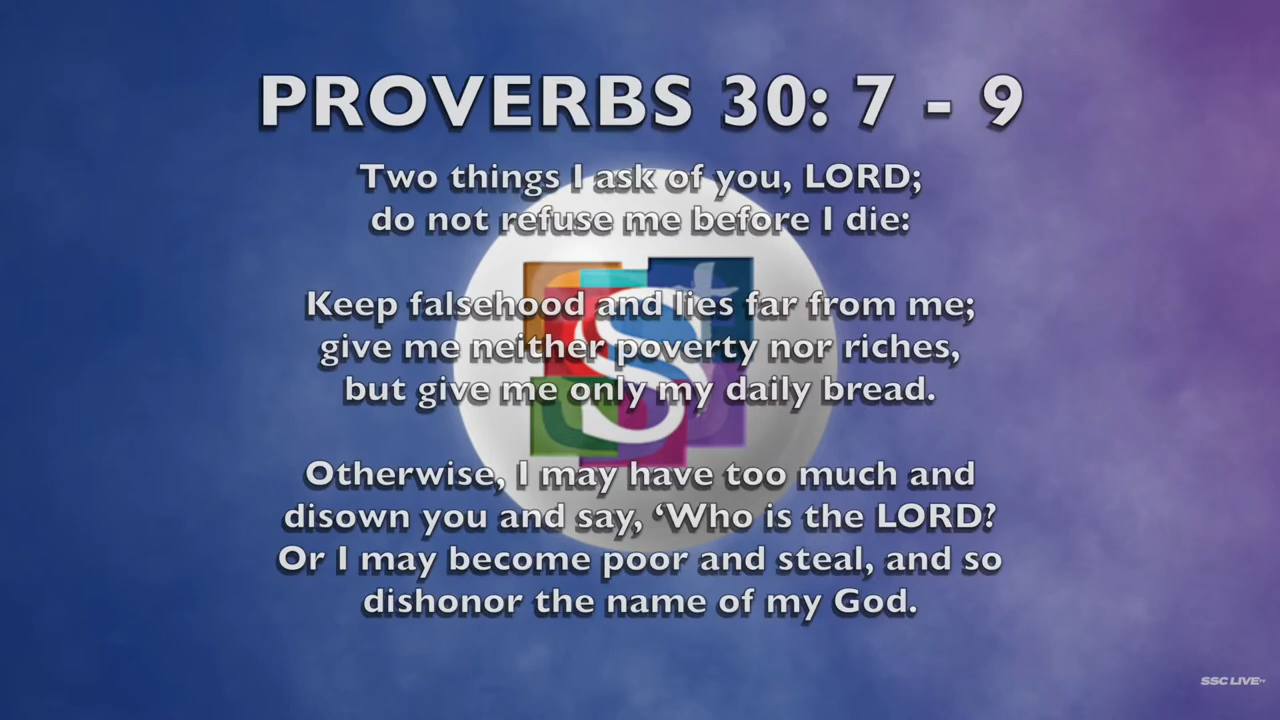 PROVERBS 30: 7 - 9
Two things I ask of you, LORD;
do not refuse me before I die:
Keep falsehood and lies far from me;
give me neither poverty nor riches,
but give me only my daily bread.
Otherwise, I may have too much and
disown you and say, ‘Who is the LORD?
Or I may become poor and steal, and so
dishonor the name of my God.
SSC LIVE TV